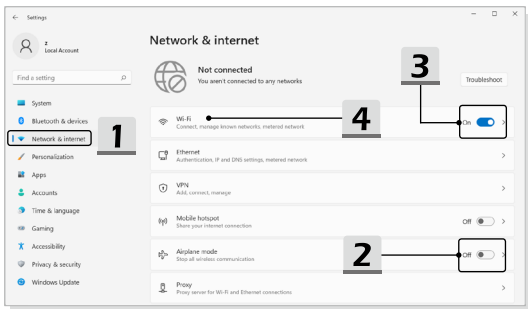 Settings
z
Local Account
Find a setting
System
Bluetooth & devices
Network & internet
Personalization
Apps
Accounts
Time & language
Gaming
Accessibility
Privacy & security
Windows Update
1
Network & internet
Not connected
You aren't connected to any networks
Troubleshoot
3
Wi-Fi
Connect, manage known networks, metered network
4
On
Ethernet
Authentication, IP and DNS settings, metered network
VPN
Add, connect, manage
Mobile hotspot
Share your internet connection
Off
Airplane mode
Stop all wireless communication
2
Off
Proxy
Proxy server for Wi-Fi and Ethernet connections